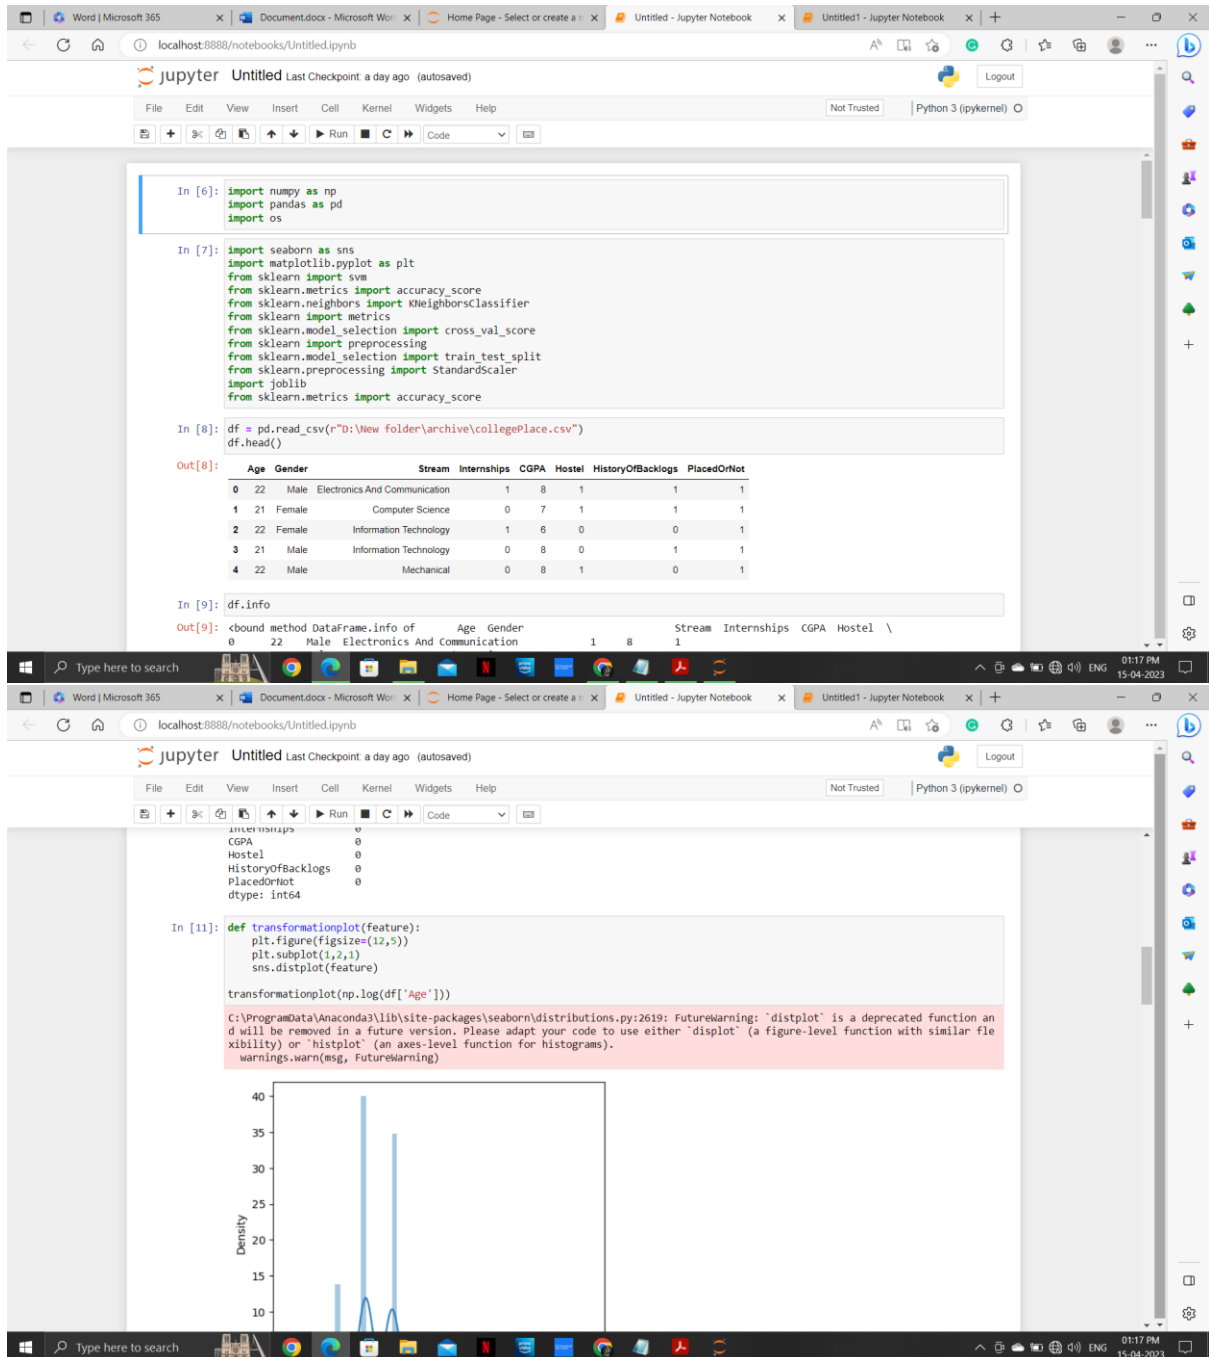 Word | Microsoft 365
Document.docx - Microsoft Wor
Home Page - Select or create a n
Untitled - Jupyter Notebook
Untitled1 - Jupyter Notebook
localhost:8888/notebooks/Untitled.ipynb
jupyter Untitled Last Checkpoint: a day ago (autosaved)
Logout
File Edit View Insert Cell Kernel Widgets Help
Not Trusted
Python 3 (ipykernel)
Run
Code
In [6]: import numpy as np
import pandas as pd
import os
In [7]: import seaborn as sns
import matplotlib.pyplot as plt
from sklearn import svm
from sklearn.metrics import accuracy_score
from sklearn.neighbors import KNeighborsClassifier
from sklearn import metrics
from sklearn.model_selection import cross_val_score
from sklearn import preprocessing
from sklearn.model_selection import train_test_split
from sklearn.preprocessing import StandardScaler
import joblib
from sklearn.metrics import accuracy_score
In [8]: df = pd.read_csv(r"D:\New folder\archive\collegePlace.csv")
df.head()
Out[8]:
Age Gender Stream Internships CGPA Hostel HistoryOfBacklogs PlacedOrNot
0 22 Male Electronics And Communication 1 8 1 1 1
1 21 Female Computer Science 0 7 1 1 1
2 22 Female Information Technology 1 6 0 0 1
3 21 Male Information Technology 0 8 0 1 1
4 22 Male Mechanical 0 8 1 0 1
In [9]: df.info
Out[9]: <bound method DataFrame.info of Age Gender Stream Internships CGPA Hostel \
0 22 Male Electronics And Communication 1 8 1
Type here to search
ENG
01:17 PM
15-04-2023
Word | Microsoft 365
Document.docx - Microsoft Wor
Home Page - Select or create a n
Untitled - Jupyter Notebook
Untitled1 - Jupyter Notebook
localhost:8888/notebooks/Untitled.ipynb
jupyter Untitled Last Checkpoint: a day ago (autosaved)
Logout
File Edit View Insert Cell Kernel Widgets Help
Not Trusted
Python 3 (ipykernel)
Run
Code
Internships 0
CGPA 0
Hostel 0
HistoryOfBacklogs 0
PlacedOrNot 0
dtype: int64
In [11]: def transformationplot(feature):
plt.figure(figsize=(12,5))
plt.subplot(1,2,1)
sns.distplot(feature)
transformationplot(np.log(df['Age']))
C:\ProgramData\Anaconda3\lib\site-packages\seaborn\distributions.py:2619: FutureWarning: `distplot` is a deprecated function an
d will be removed in a future version. Please adapt your code to use either `displot` (a figure-level function with similar fle
xibility) or `histplot` (an axes-level function for histograms).
warnings.warn(msg, FutureWarning)
40
35
30
25
20
15
10
Density
Type here to search
ENG
01:17 PM
15-04-2023